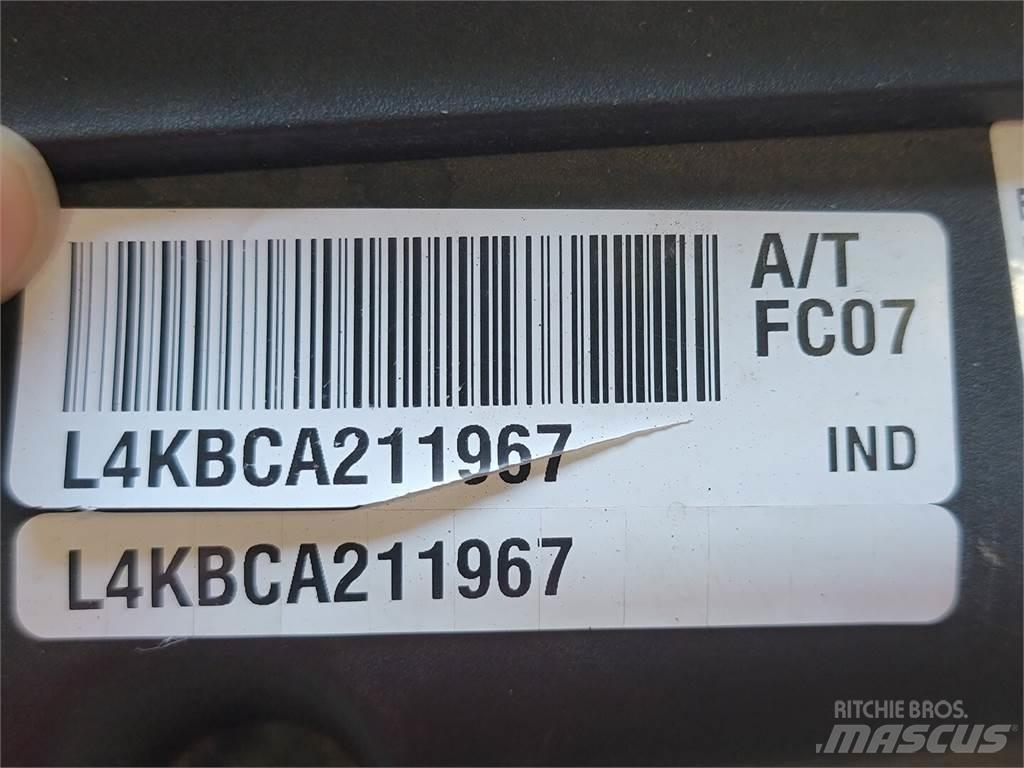 A/T
FC07
L4KBCA211967
IND
L4KBCA211967
RITCHIE BROS.
MASCUS